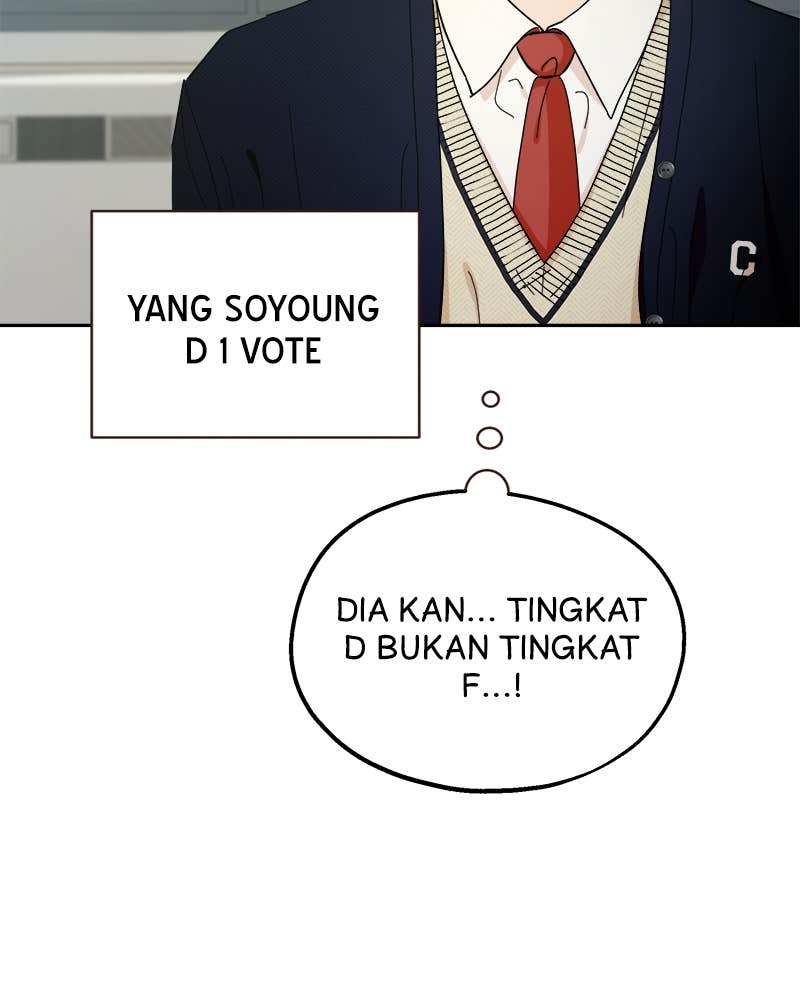 C
YANG SOYOUNG
D 1 VOTE
DIA KAN... TINGKAT
D BUKAN TINGKAT
F...!